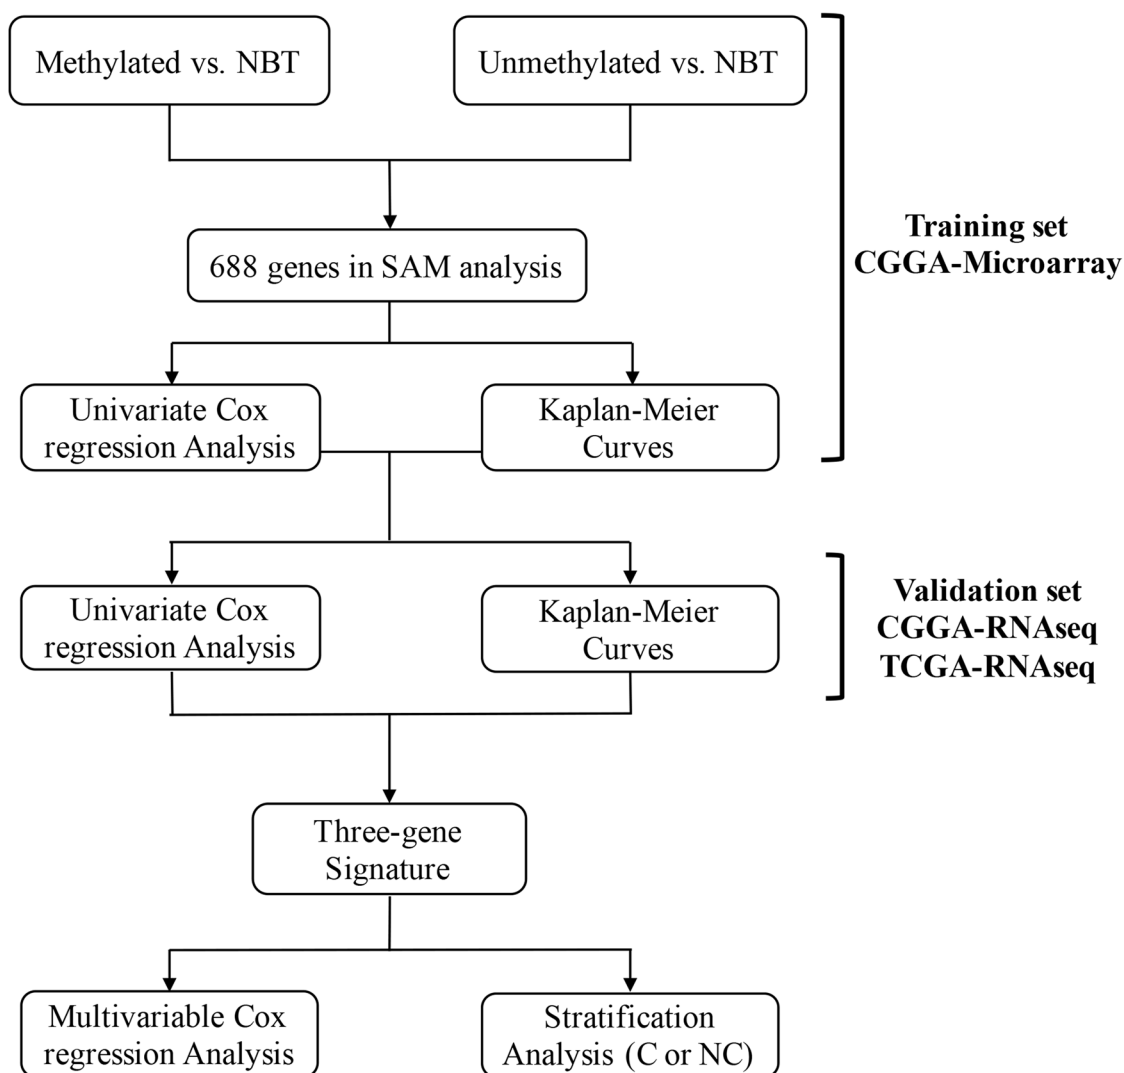 Methylated vs. NBT
Unmethylated vs. NBT
Training set
CGGA-Microarray
688 genes in SAM analysis
Univariate Cox
regression Analysis
Kaplan-Meier
Curves
Univariate Cox
regression Analysis
Kaplan-Meier
Curves
Validation set
CGGA-RNAseq
TCGA-RNAseq
Three-gene
Signature
Multivariable Cox
regression Analysis
Stratification
Analysis (C or NC)